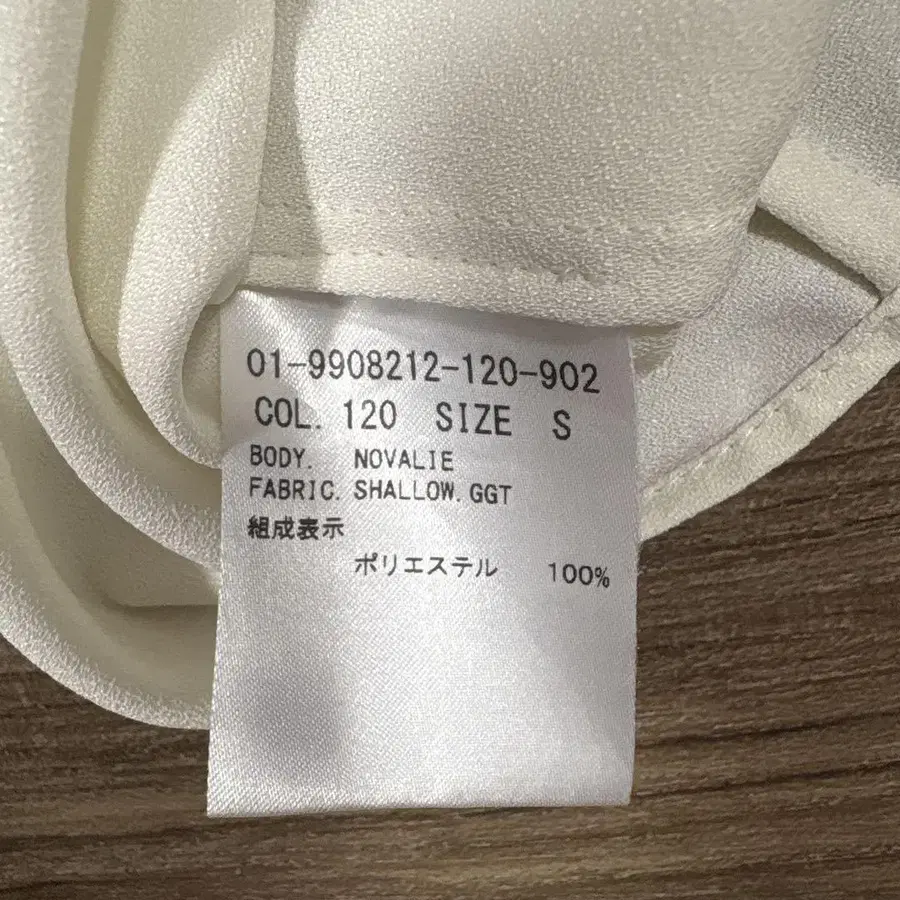 01-9908212-120-902
COL. 120 SIZE S
BODY. NOVALIE
FABRIC. SHALLOW.GGT
組成表示
ポリエステル 100%